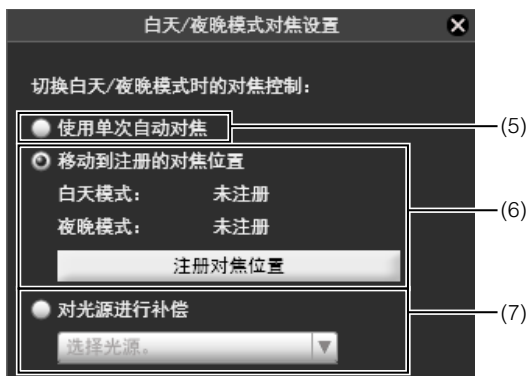 白天/夜晚模式对焦设置
切换白天/夜晚模式时的对焦控制:
使用单次自动对焦
(5)
移动到注册的对焦位置
白天模式: 未注册
(6)
夜晚模式: 未注册
注册对焦位置
对光源进行补偿
(7)
选择光源。